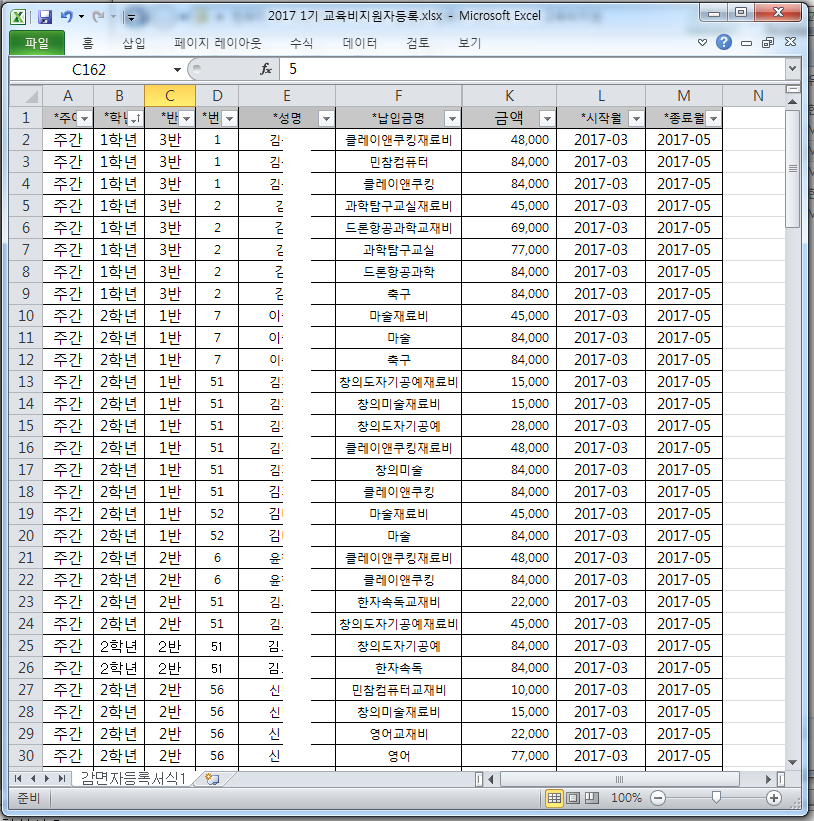 2017 1기 교육비지원자등록.xlsx - Microsoft Excel
파일 홈 삽입 페이지 레이아웃 수식 데이터 검토 보기
C162 fx 5
A B C D E F K L M N
1 *주 *학년 *반 *번 *성명 *납입금명 금액 *시작월 *종료월
2 주간 1학년 3반 1 김 클레이앤쿠킹재료비 48,000 2017-03 2017-05
3 주간 1학년 3반 1 김 민참컴퓨터 84,000 2017-03 2017-05
4 주간 1학년 3반 1 김 클레이앤쿠킹 84,000 2017-03 2017-05
5 주간 1학년 3반 2 김 과학탐구교실재료비 45,000 2017-03 2017-05
6 주간 1학년 3반 2 김 드론항공과학교재비 69,000 2017-03 2017-05
7 주간 1학년 3반 2 김 과학탐구교실 77,000 2017-03 2017-05
8 주간 1학년 3반 2 김 드론항공과학 84,000 2017-03 2017-05
9 주간 1학년 3반 2 김 축구 84,000 2017-03 2017-05
10 주간 2학년 1반 7 이 마술재료비 45,000 2017-03 2017-05
11 주간 2학년 1반 7 이 마술 84,000 2017-03 2017-05
12 주간 2학년 1반 7 이 축구 84,000 2017-03 2017-05
13 주간 2학년 1반 51 김 창의도자기공예재료비 15,000 2017-03 2017-05
14 주간 2학년 1반 51 김 창의미술재료비 15,000 2017-03 2017-05
15 주간 2학년 1반 51 김 창의도자기공예 28,000 2017-03 2017-05
16 주간 2학년 1반 51 김 클레이앤쿠킹재료비 48,000 2017-03 2017-05
17 주간 2학년 1반 51 김 창의미술 84,000 2017-03 2017-05
18 주간 2학년 1반 51 김 클레이앤쿠킹 84,000 2017-03 2017-05
19 주간 2학년 1반 52 김 마술재료비 45,000 2017-03 2017-05
20 주간 2학년 1반 52 김 마술 84,000 2017-03 2017-05
21 주간 2학년 2반 6 윤 클레이앤쿠킹재료비 48,000 2017-03 2017-05
22 주간 2학년 2반 6 윤 클레이앤쿠킹 84,000 2017-03 2017-05
23 주간 2학년 2반 51 김 한자속독교재비 22,000 2017-03 2017-05
24 주간 2학년 2반 51 김 창의도자기공예재료비 45,000 2017-03 2017-05
25 주간 2학년 2반 51 김 창의도자기공예 84,000 2017-03 2017-05
26 주간 2학년 2반 51 김 한자속독 84,000 2017-03 2017-05
27 주간 2학년 2반 56 신 민참컴퓨터교재비 10,000 2017-03 2017-05
28 주간 2학년 2반 56 신 창의미술재료비 15,000 2017-03 2017-05
29 주간 2학년 2반 56 신 영어교재비 22,000 2017-03 2017-05
30 주간 2학년 2반 56 신 영어 77,000 2017-03 2017-05
감면자등록서식1
준비 100%